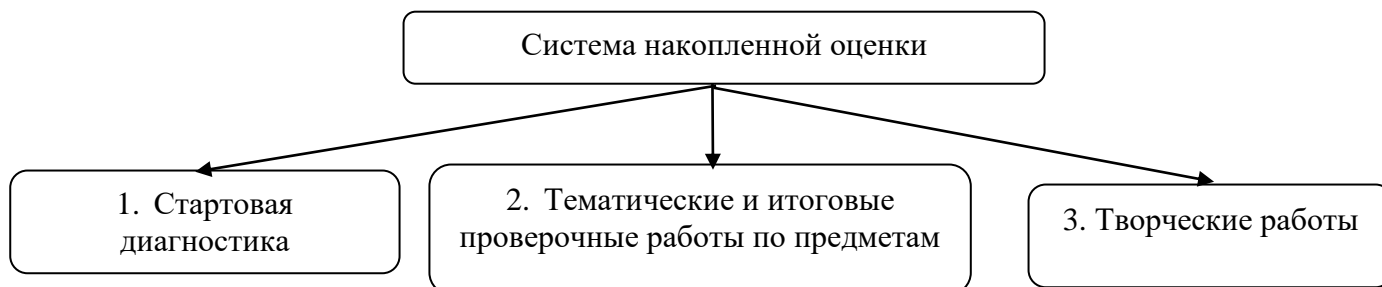 Система накопленной оценки
1. Стартовая
диагностика
2. Тематические и итоговые
проверочные работы по предметам
3. Творческие работы